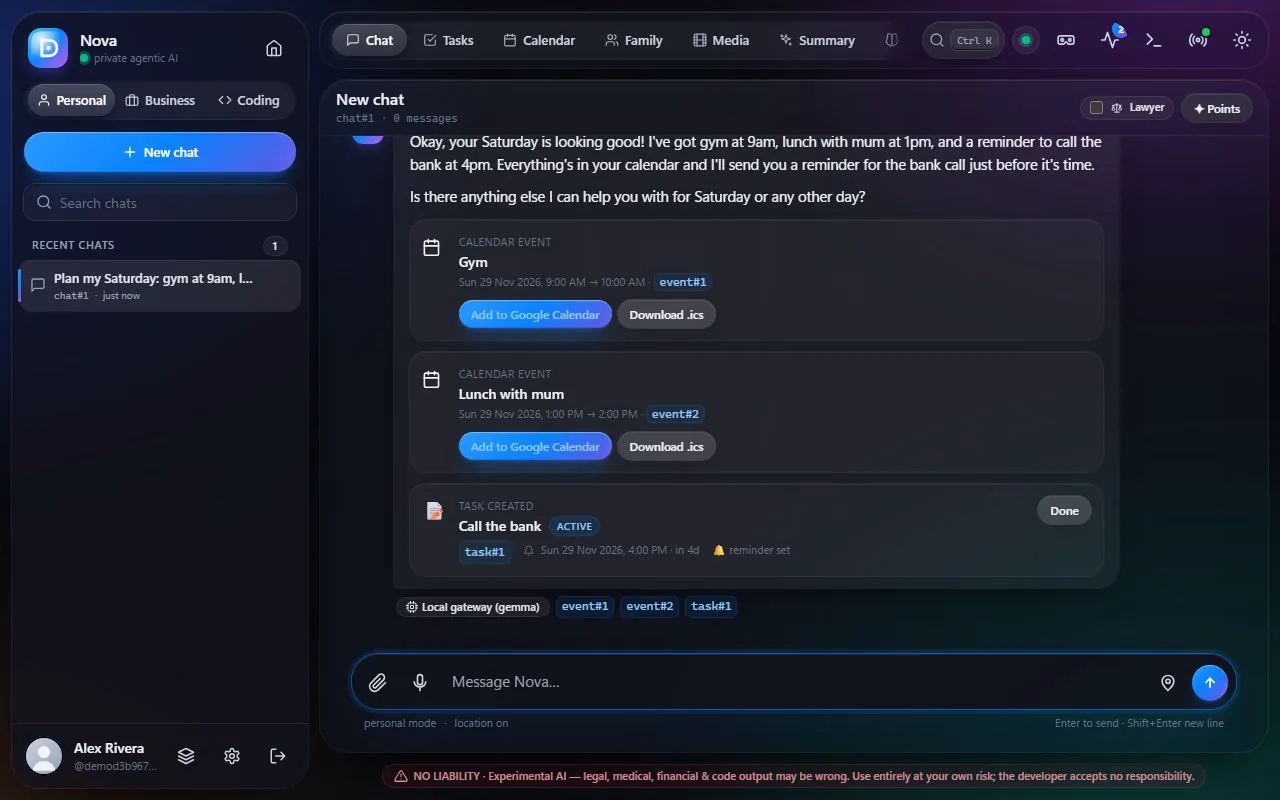 Nova
private agentic AI
Personal
Business
Coding
New chat
Search chats
RECENT CHATS
1
Plan my Saturday: gym at 9am, l...
chat#1 · just now
Alex Rivera
@demod3b967...
Chat
Tasks
Calendar
Family
Media
Summary
Ctrl K
2
New chat
chat#1 · 0 messages
Lawyer
Points
Okay, your Saturday is looking good! I've got gym at 9am, lunch with mum at 1pm, and a reminder to call the
bank at 4pm. Everything's in your calendar and I'll send you a reminder for the bank call just before it's time.
Is there anything else I can help you with for Saturday or any other day?
CALENDAR EVENT
Gym
Sun 29 Nov 2026, 9:00 AM → 10:00 AM · event#1
Add to Google Calendar
Download .ics
CALENDAR EVENT
Lunch with mum
Sun 29 Nov 2026, 1:00 PM → 2:00 PM · event#2
Add to Google Calendar
Download .ics
TASK CREATED
Call the bank ACTIVE
task#1 Sun 29 Nov 2026, 4:00 PM · in 4d reminder set
Done
Local gateway (gemma) event#1 event#2 task#1
Message Nova...
personal mode · location on
Enter to send · Shift+Enter new line
NO LIABILITY · Experimental AI — legal, medical, financial & code output may be wrong. Use entirely at your own risk; the developer accepts no responsibility.